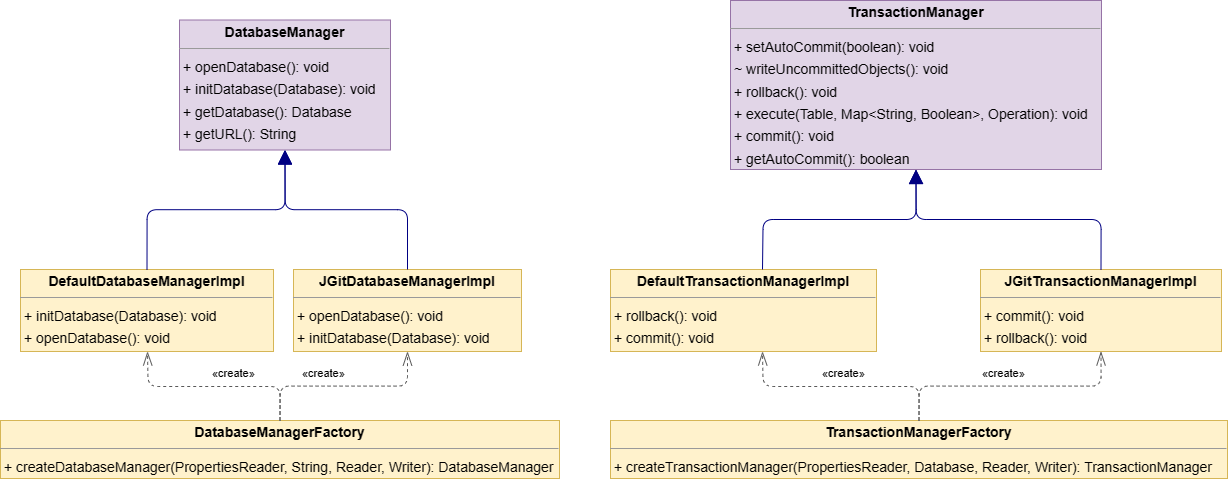 DatabaseManager
+ openDatabase(): void
+ initDatabase(Database): void
+ getDatabase(): Database
+ getURL(): String
TransactionManager
+ setAutoCommit(boolean): void
~ writeUncommittedObjects(): void
+ rollback(): void
+ execute(Table, Map<String, Boolean>, Operation): void
+ commit(): void
+ getAutoCommit(): boolean
DefaultDatabaseManagerImpl
+ initDatabase(Database): void
+ openDatabase(): void
JGitDatabaseManagerImpl
+ openDatabase(): void
+ initDatabase(Database): void
DefaultTransactionManagerImpl
+ rollback(): void
+ commit(): void
JGitTransactionManagerImpl
+ commit(): void
+ rollback(): void
«create»
«create»
«create»
«create»
DatabaseManagerFactory
+ createDatabaseManager(PropertiesReader, String, Reader, Writer): DatabaseManager
TransactionManagerFactory
+ createTransactionManager(PropertiesReader, Database, Reader, Writer): TransactionManager